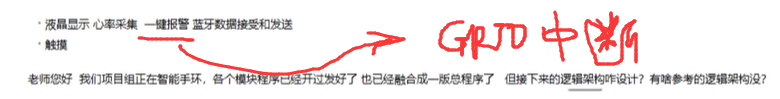 液晶显示 心率采集 一键报警 蓝牙数据接受和发送
GPIO中断
触摸
老师您好 我们项目组正在智能手环，各个模块程序已经开过发好了 也已经融合成一版总程序了 但接下来的逻辑架构咋设计？有啥参考的逻辑架构没？